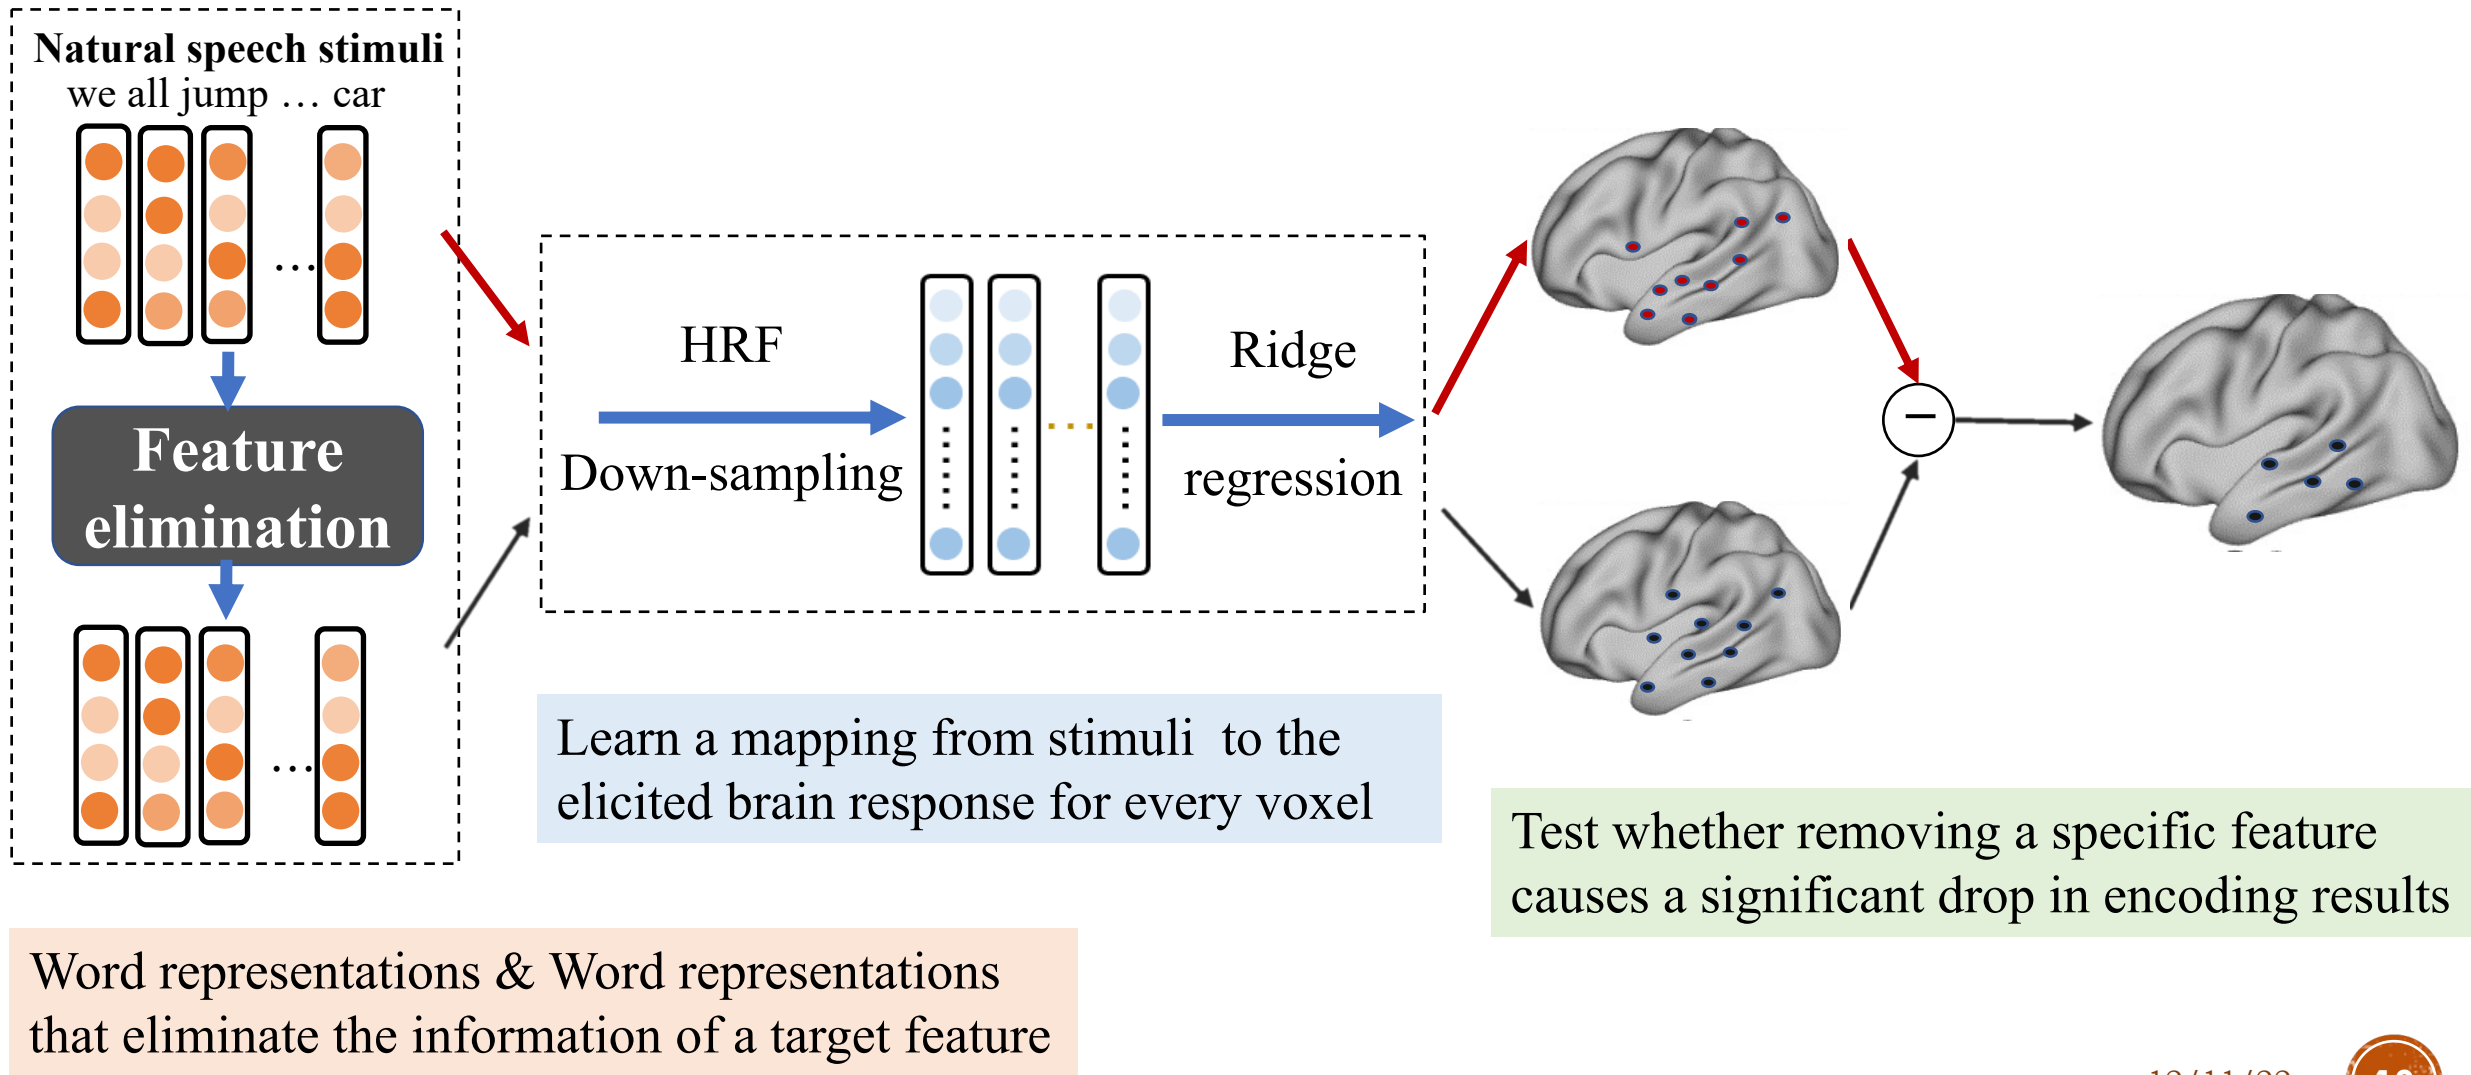 Natural speech stimuli
we all jump … car
…
Feature
elimination
…
HRF
Down-sampling
Ridge
regression
−
Learn a mapping from stimuli to the
elicited brain response for every voxel
Test whether removing a specific feature
causes a significant drop in encoding results
Word representations & Word representations
that eliminate the information of a target feature